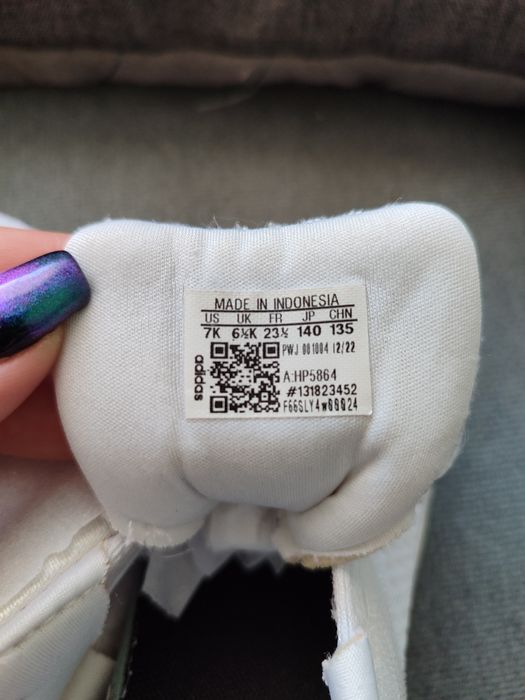 MADE IN INDONESIA
US UK FR JP CHN
7K 6½K 23½ 140 135
PWJ 001004 12/22
adidas
A:HP5864
#131823452
F66SLY4W00024